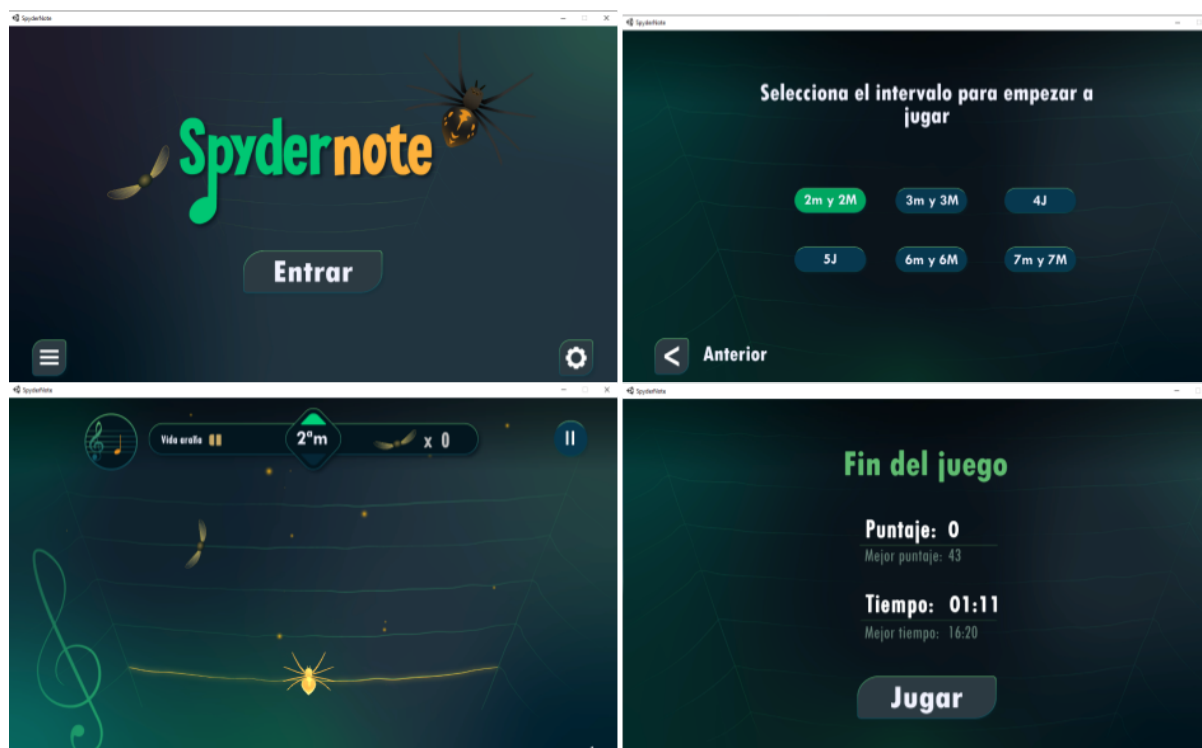 SpyderNote
Spydernote
Entrar
SpyderNote
Selecciona el intervalo para empezar a
jugar
2m y 2M
3m y 3M
4J
5J
6m y 6M
7m y 7M
< Anterior
SpyderNote
Vida araña
2ªm
x 0
SpyderNote
Fin del juego
Puntaje: 0
Mejor puntaje: 43
Tiempo: 01:11
Mejor tiempo: 16:20
Jugar